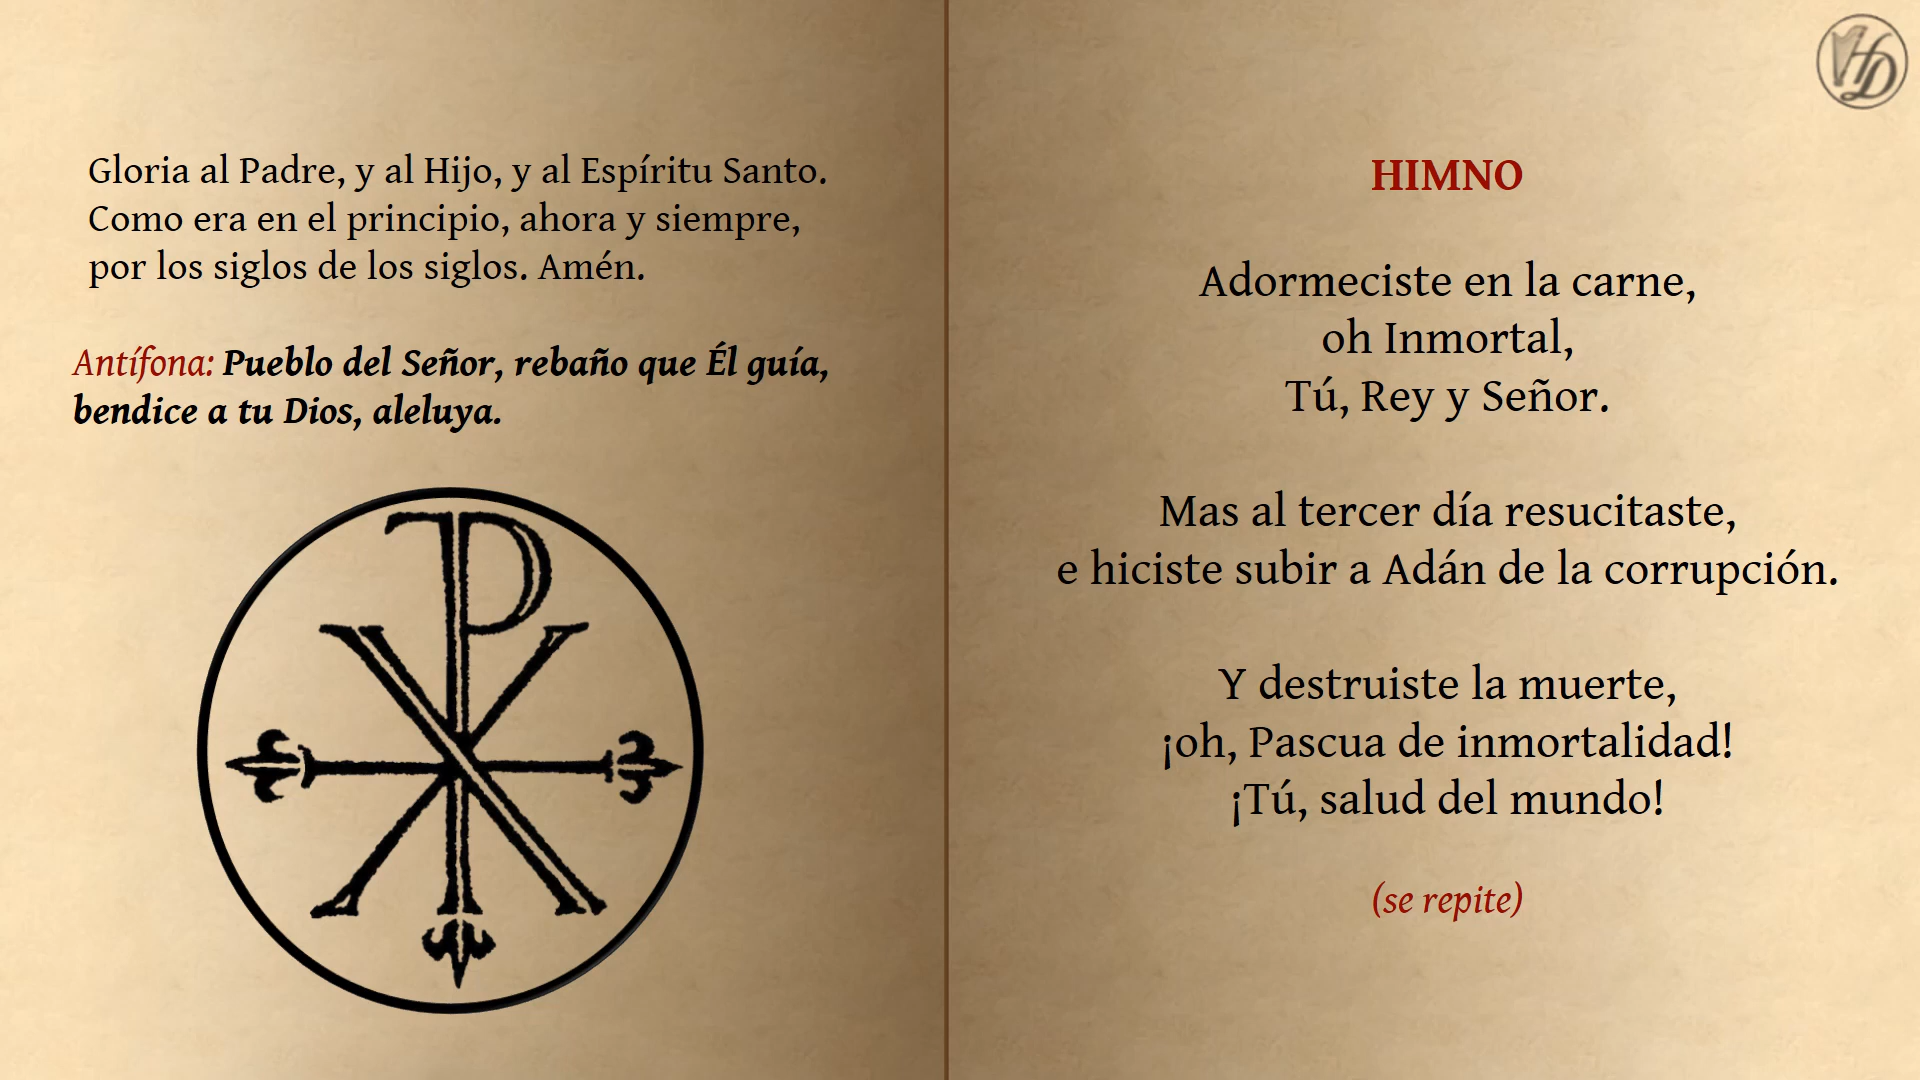 Gloria al Padre, y al Hijo, y al Espíritu Santo.
Como era en el principio, ahora y siempre,
por los siglos de los siglos. Amén.
Antífona: Pueblo del Señor, rebaño que Él guía,
bendice a tu Dios, aleluya.
HD
HIMNO
Adormeciste en la carne,
oh Inmortal,
Tú, Rey y Señor.
Mas al tercer día resucitaste,
e hiciste subir a Adán de la corrupción.
Y destruiste la muerte,
¡oh, Pascua de inmortalidad!
¡Tú, salud del mundo!
(se repite)